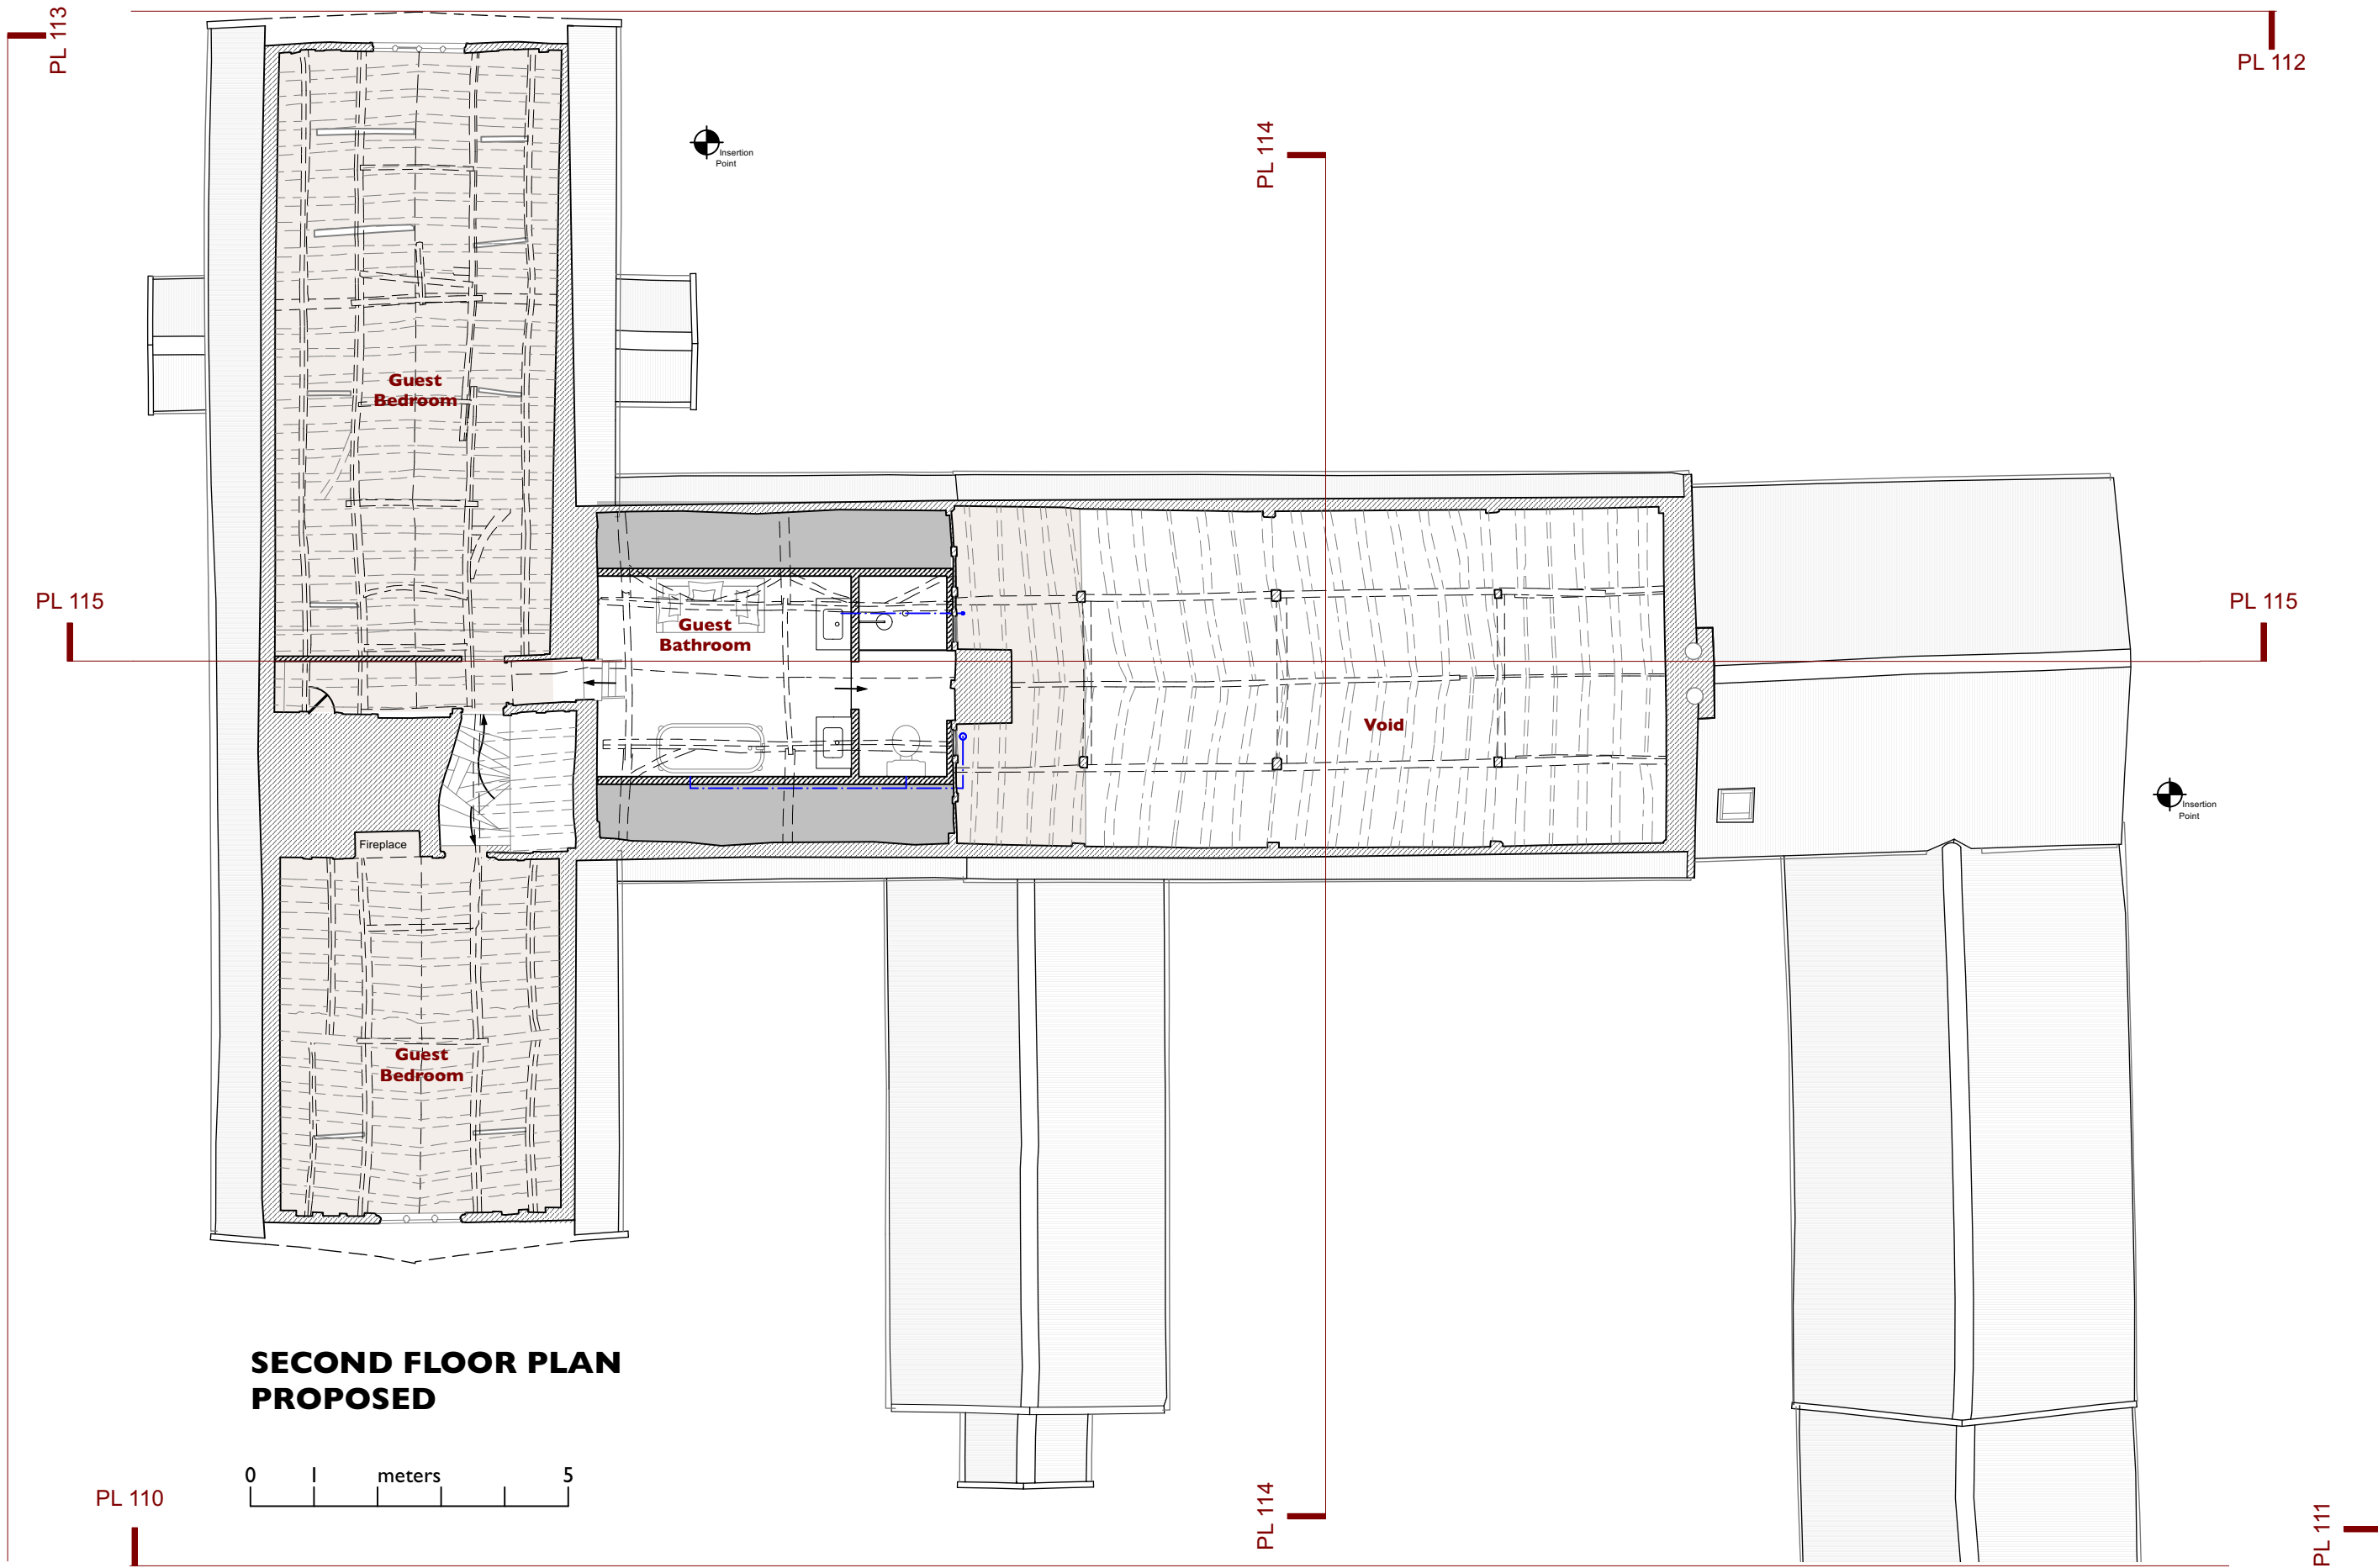 PL 113
PL 112
Insertion
Point
PL 114
Guest
Bedroom
PL 115
PL 115
Guest
Bathroom
Void
Insertion
Point
Fireplace
Guest
Bedroom
SECOND FLOOR PLAN
PROPOSED
0 1 meters 5
PL 110
PL 114
PL 111